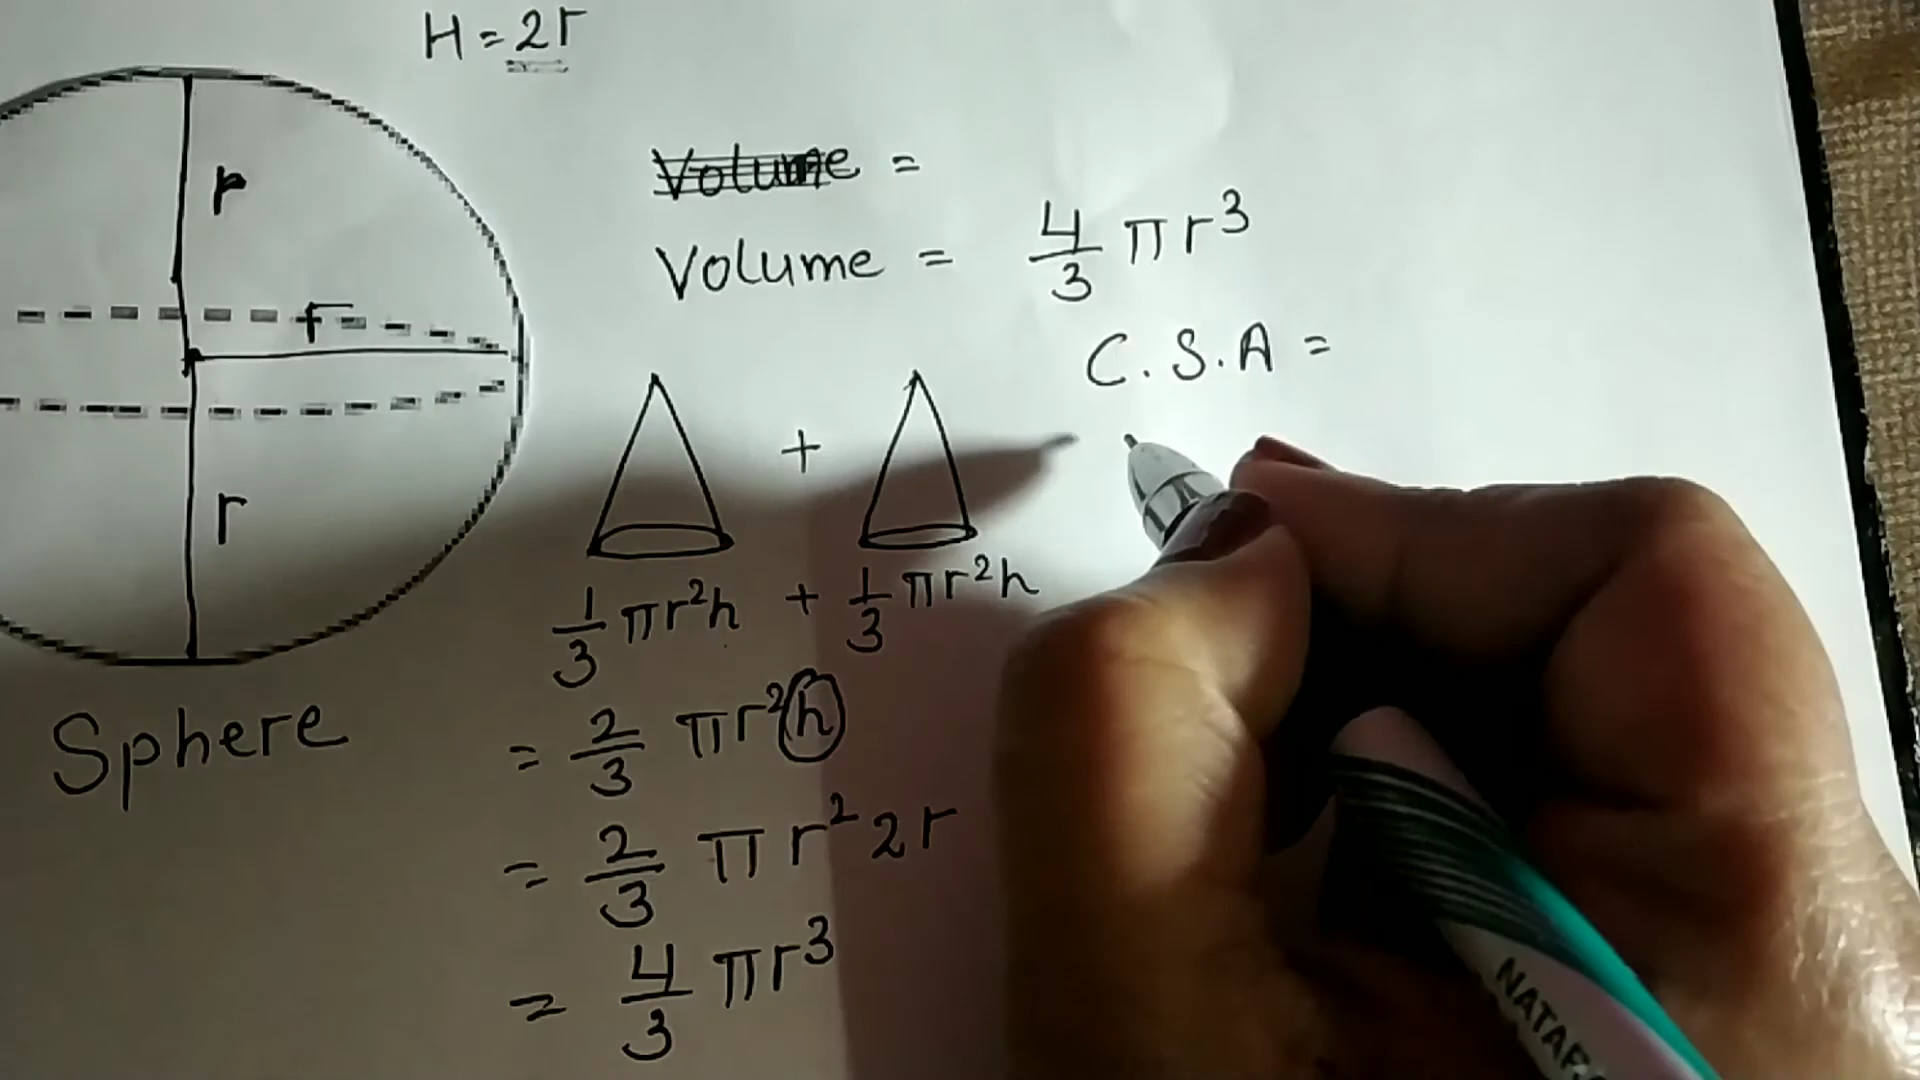 H = 2r
Volume =
Volume = 4/3 πr³
r
r
C.S.A =
+
r
1/3 πr²h + 1/3 πr²h
= 2/3 πr²h
Sphere
= 2/3 πr² 2r
= 4/3 πr³